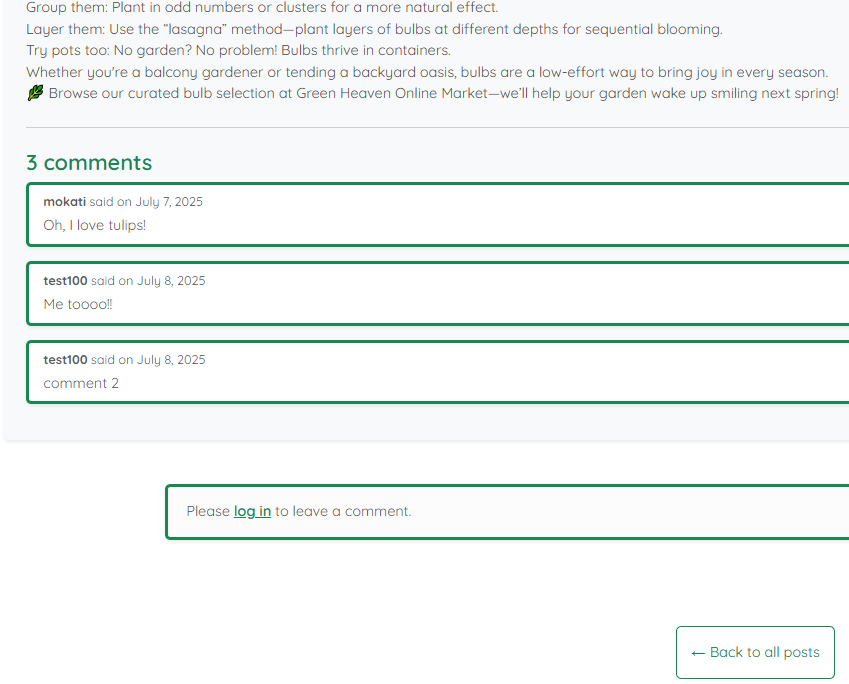 Group them: Plant in odd numbers or clusters for a more natural effect.
Layer them: Use the “lasagna” method—plant layers of bulbs at different depths for sequential blooming.
Try pots too: No garden? No problem! Bulbs thrive in containers.
Whether you're a balcony gardener or tending a backyard oasis, bulbs are a low-effort way to bring joy in every season.
🌿 Browse our curated bulb selection at Green Heaven Online Market—we’ll help your garden wake up smiling next spring!
3 comments
mokati said on July 7, 2025
Oh, I love tulips!
test100 said on July 8, 2025
Me toooo!!
test100 said on July 8, 2025
comment 2
Please log in to leave a comment.
← Back to all posts